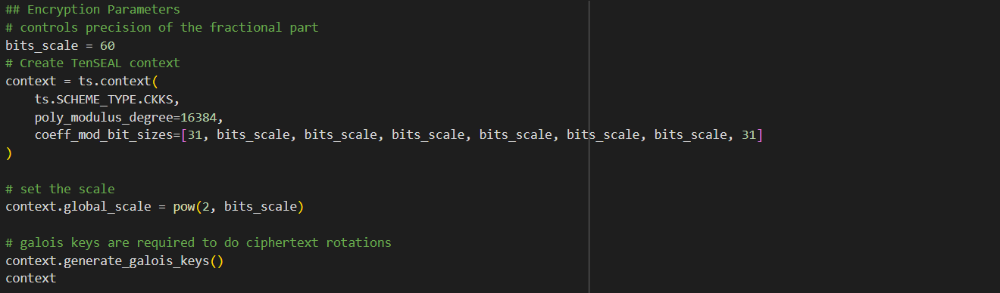 ## Encryption Parameters
# controls precision of the fractional part
bits_scale = 60
# Create TenSEAL context
context = ts.context(
    ts.SCHEME_TYPE.CKKS,
    poly_modulus_degree=16384,
    coeff_mod_bit_sizes=[31, bits_scale, bits_scale, bits_scale, bits_scale, bits_scale, bits_scale, 31]
)
# set the scale
context.global_scale = pow(2, bits_scale)
# galois keys are required to do ciphertext rotations
context.generate_galois_keys()
context